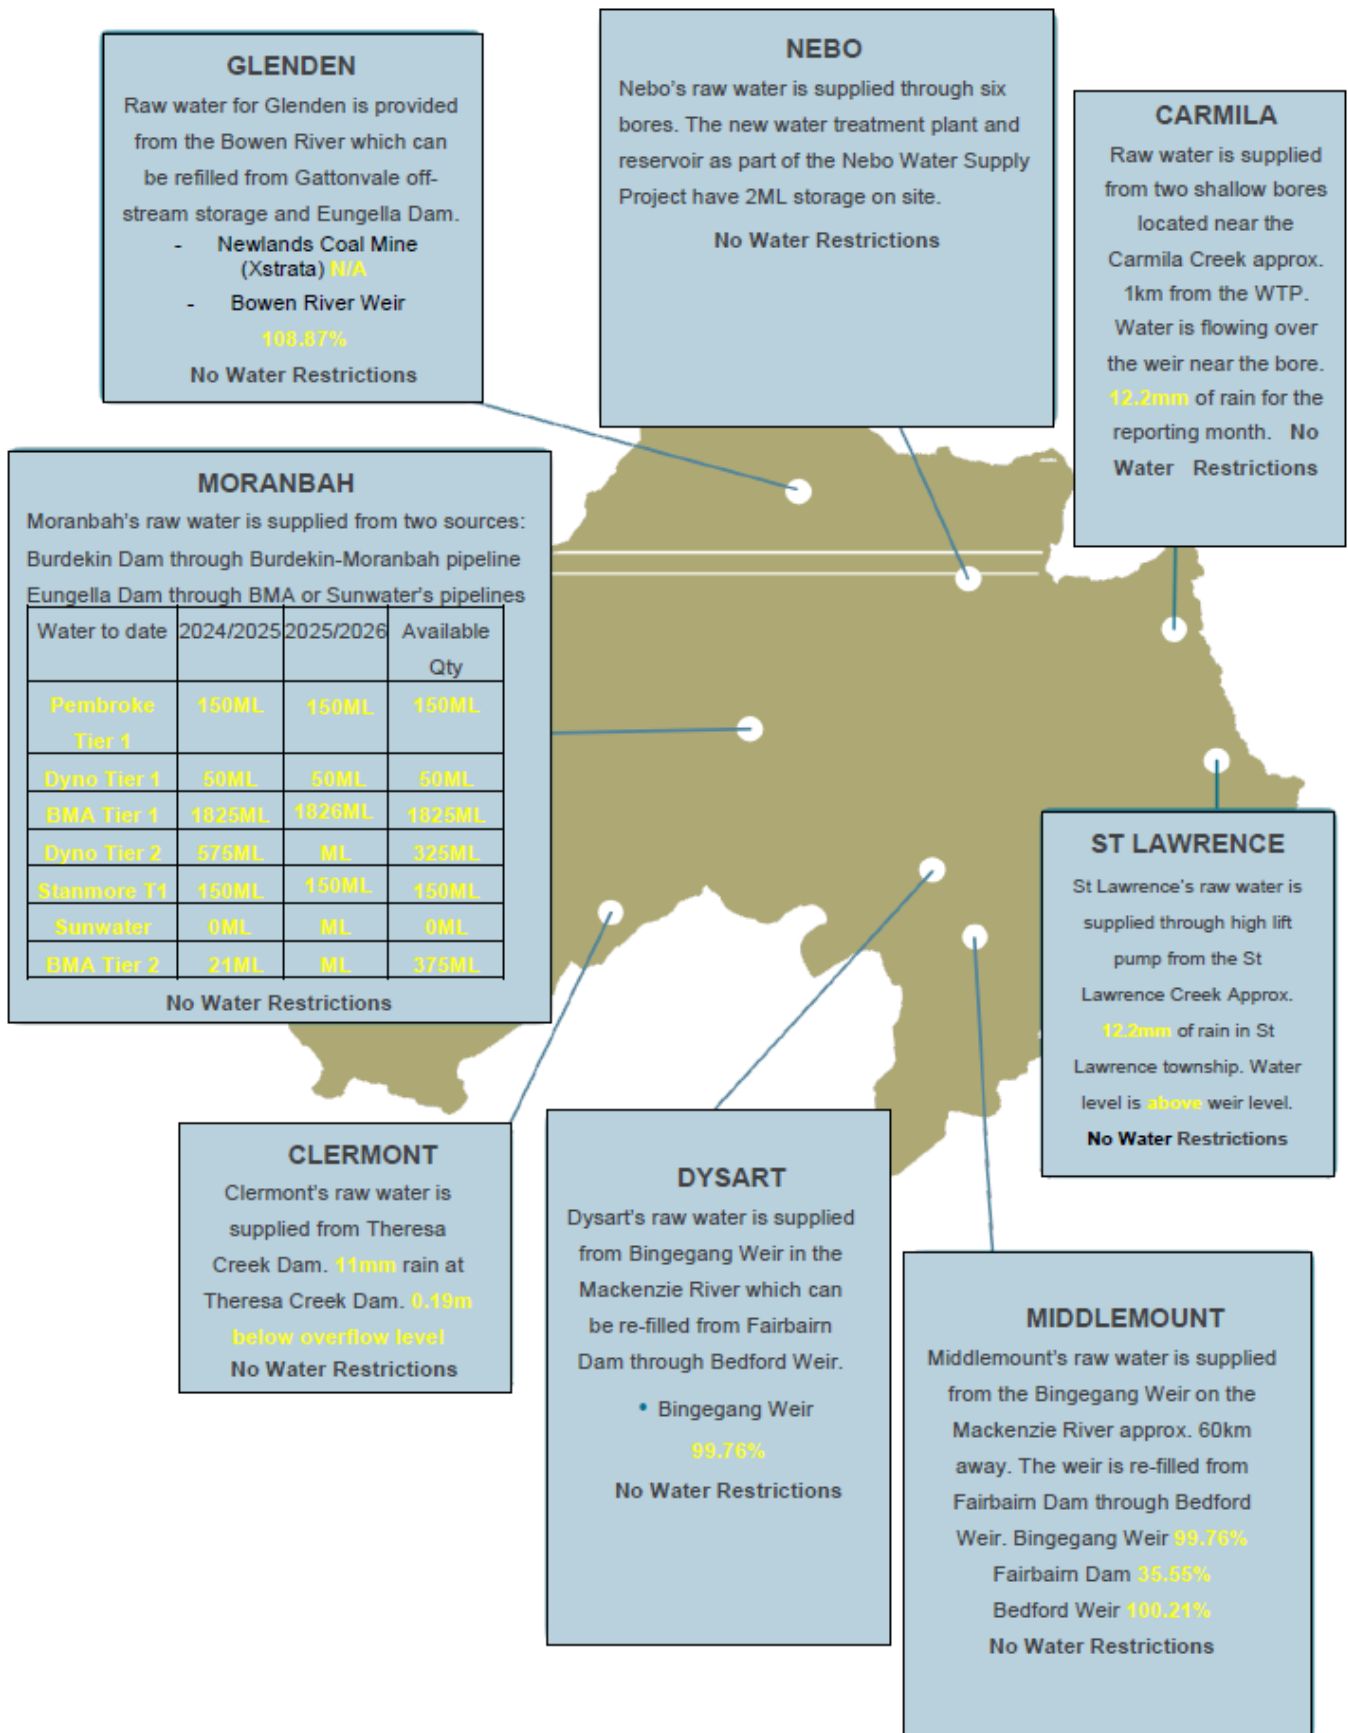 GLENDEN
Raw water for Glenden is provided
from the Bowen River which can
be refilled from Gattonvale off-
stream storage and Eungella Dam.
- Newlands Coal Mine
(Xstrata) N/A
- Bowen River Weir
108.87%
No Water Restrictions
NEBO
Nebo's raw water is supplied through six
bores. The new water treatment plant and
reservoir as part of the Nebo Water Supply
Project have 2ML storage on site.
No Water Restrictions
CARMILA
Raw water is supplied
from two shallow bores
located near the
Carmila Creek approx.
1km from the WTP.
Water is flowing over
the weir near the bore.
12.2mm of rain for the
reporting month. No
Water Restrictions
MORANBAH
Moranbah's raw water is supplied from two sources:
Burdekin Dam through Burdekin-Moranbah pipeline
Eungella Dam through BMA or Sunwater's pipelines
Water to date 2024/2025 2025/2026 Available
Qty
Pembroke 150ML 150ML 150ML
Tier 1
Dyno Tier 1 50ML 50ML 50ML
BMA Tier 1 1825ML 1826ML 1825ML
Dyno Tier 2 575ML ML 325ML
Stanmore T1 150ML 150ML 150ML
Sunwater 0ML ML 0ML
BMA Tier 2 21ML ML 375ML
No Water Restrictions
ST LAWRENCE
St Lawrence's raw water is
supplied through high lift
pump from the St
Lawrence Creek Approx.
12.2mm of rain in St
Lawrence township. Water
level is above weir level.
No Water Restrictions
CLERMONT
Clermont's raw water is
supplied from Theresa
Creek Dam. 11mm rain at
Theresa Creek Dam. 0.19m
below overflow level
No Water Restrictions
DYSART
Dysart's raw water is supplied
from Bingegang Weir in the
Mackenzie River which can
be re-filled from Fairbairn
Dam through Bedford Weir.
• Bingegang Weir
99.76%
No Water Restrictions
MIDDLEMOUNT
Middlemount's raw water is supplied
from the Bingegang Weir on the
Mackenzie River approx. 60km
away. The weir is re-filled from
Fairbairn Dam through Bedford
Weir. Bingegang Weir 99.76%
Fairbairn Dam 35.55%
Bedford Weir 100.21%
No Water Restrictions